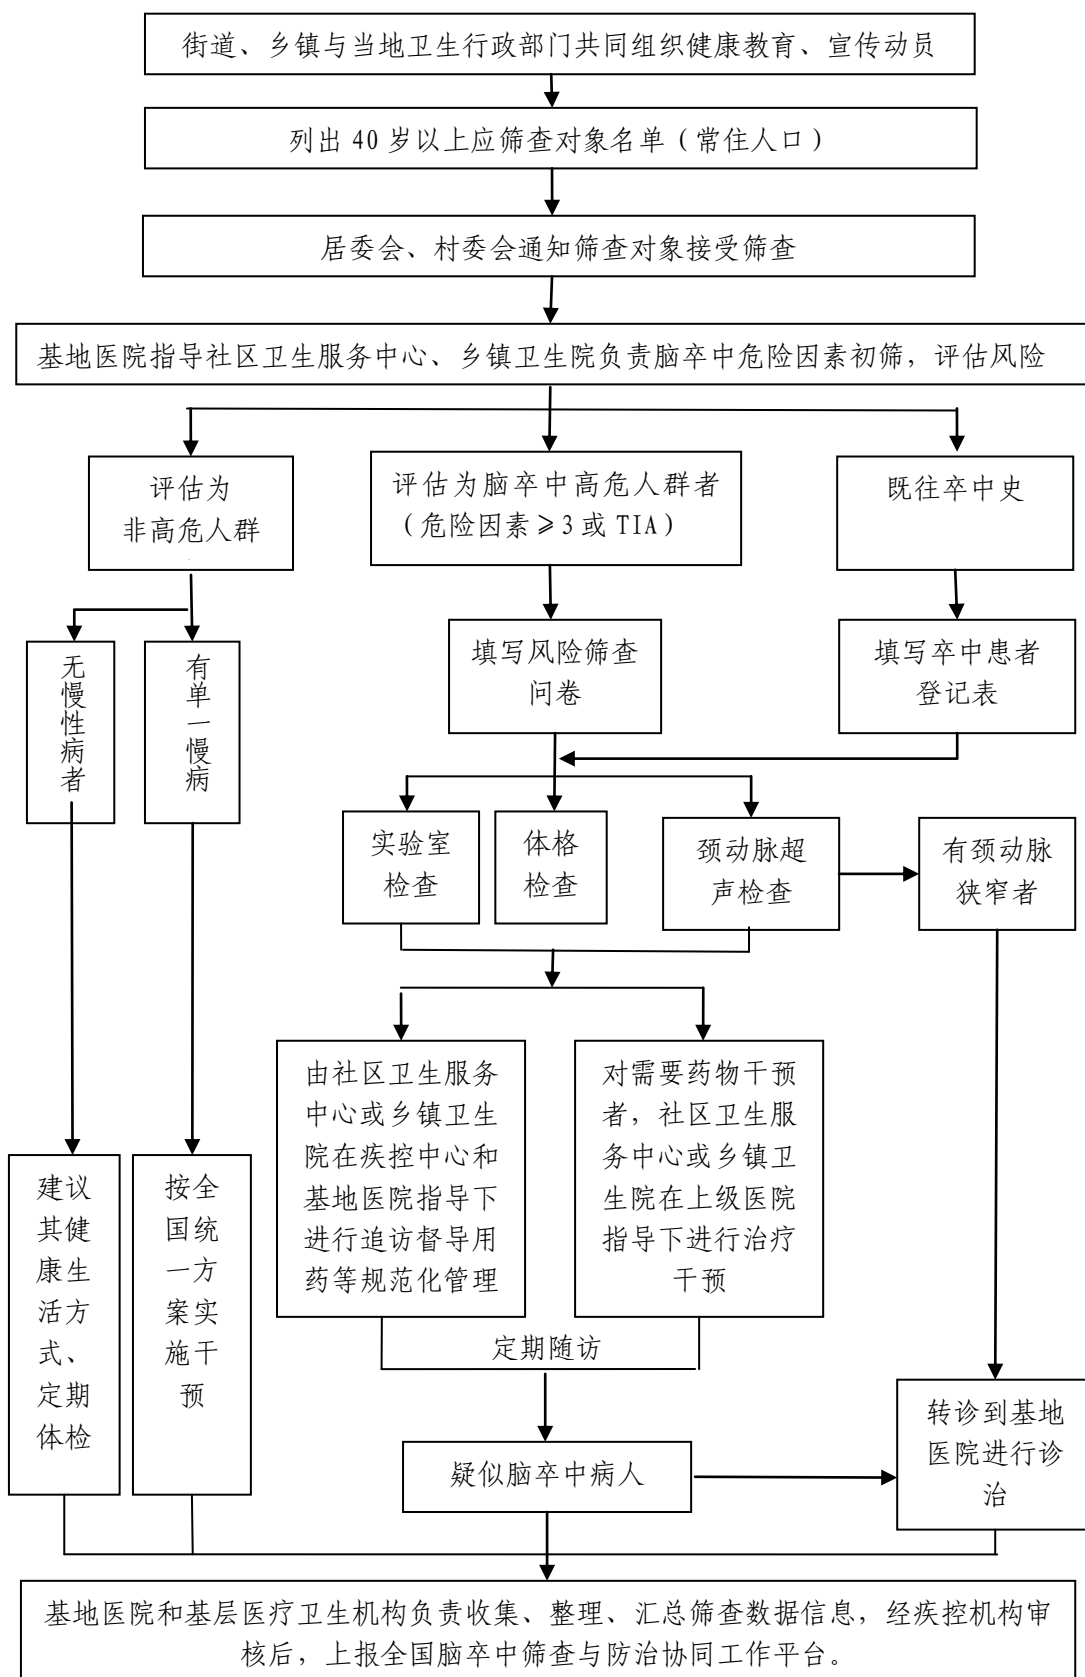 街道、乡镇与当地卫生行政部门共同组织健康教育、宣传动员
列出 40 岁以上应筛查对象名单（常住人口）
居委会、村委会通知筛查对象接受筛查
基地医院指导社区卫生服务中心、乡镇卫生院负责脑卒中危险因素初筛，评估风险
评估为
非高危人群
评估为脑卒中高危人群者
（危险因素≥3 或 TIA）
既往卒中史
无慢性病者
有单一慢病
填写风险筛查
问卷
填写卒中患者
登记表
实验室
检查
体格
检查
颈动脉超
声检查
有颈动脉
狭窄者
由社区卫生服务
中心或乡镇卫生
院在疾控中心和
基地医院指导下
进行追访督导用
药等规范化管理
对需要药物干预
者，社区卫生服
务中心或乡镇卫
生院在上级医院
指导下进行治疗
干预
建议
其健
康生
活方
式、
定期
体检
按全
国统
一方
案实
施干
预
定期随访
疑似脑卒中病人
转诊到基地
医院进行诊
治
基地医院和基层医疗卫生机构负责收集、整理、汇总筛查数据信息，经疾控机构审
核后，上报全国脑卒中筛查与防治协同工作平台。